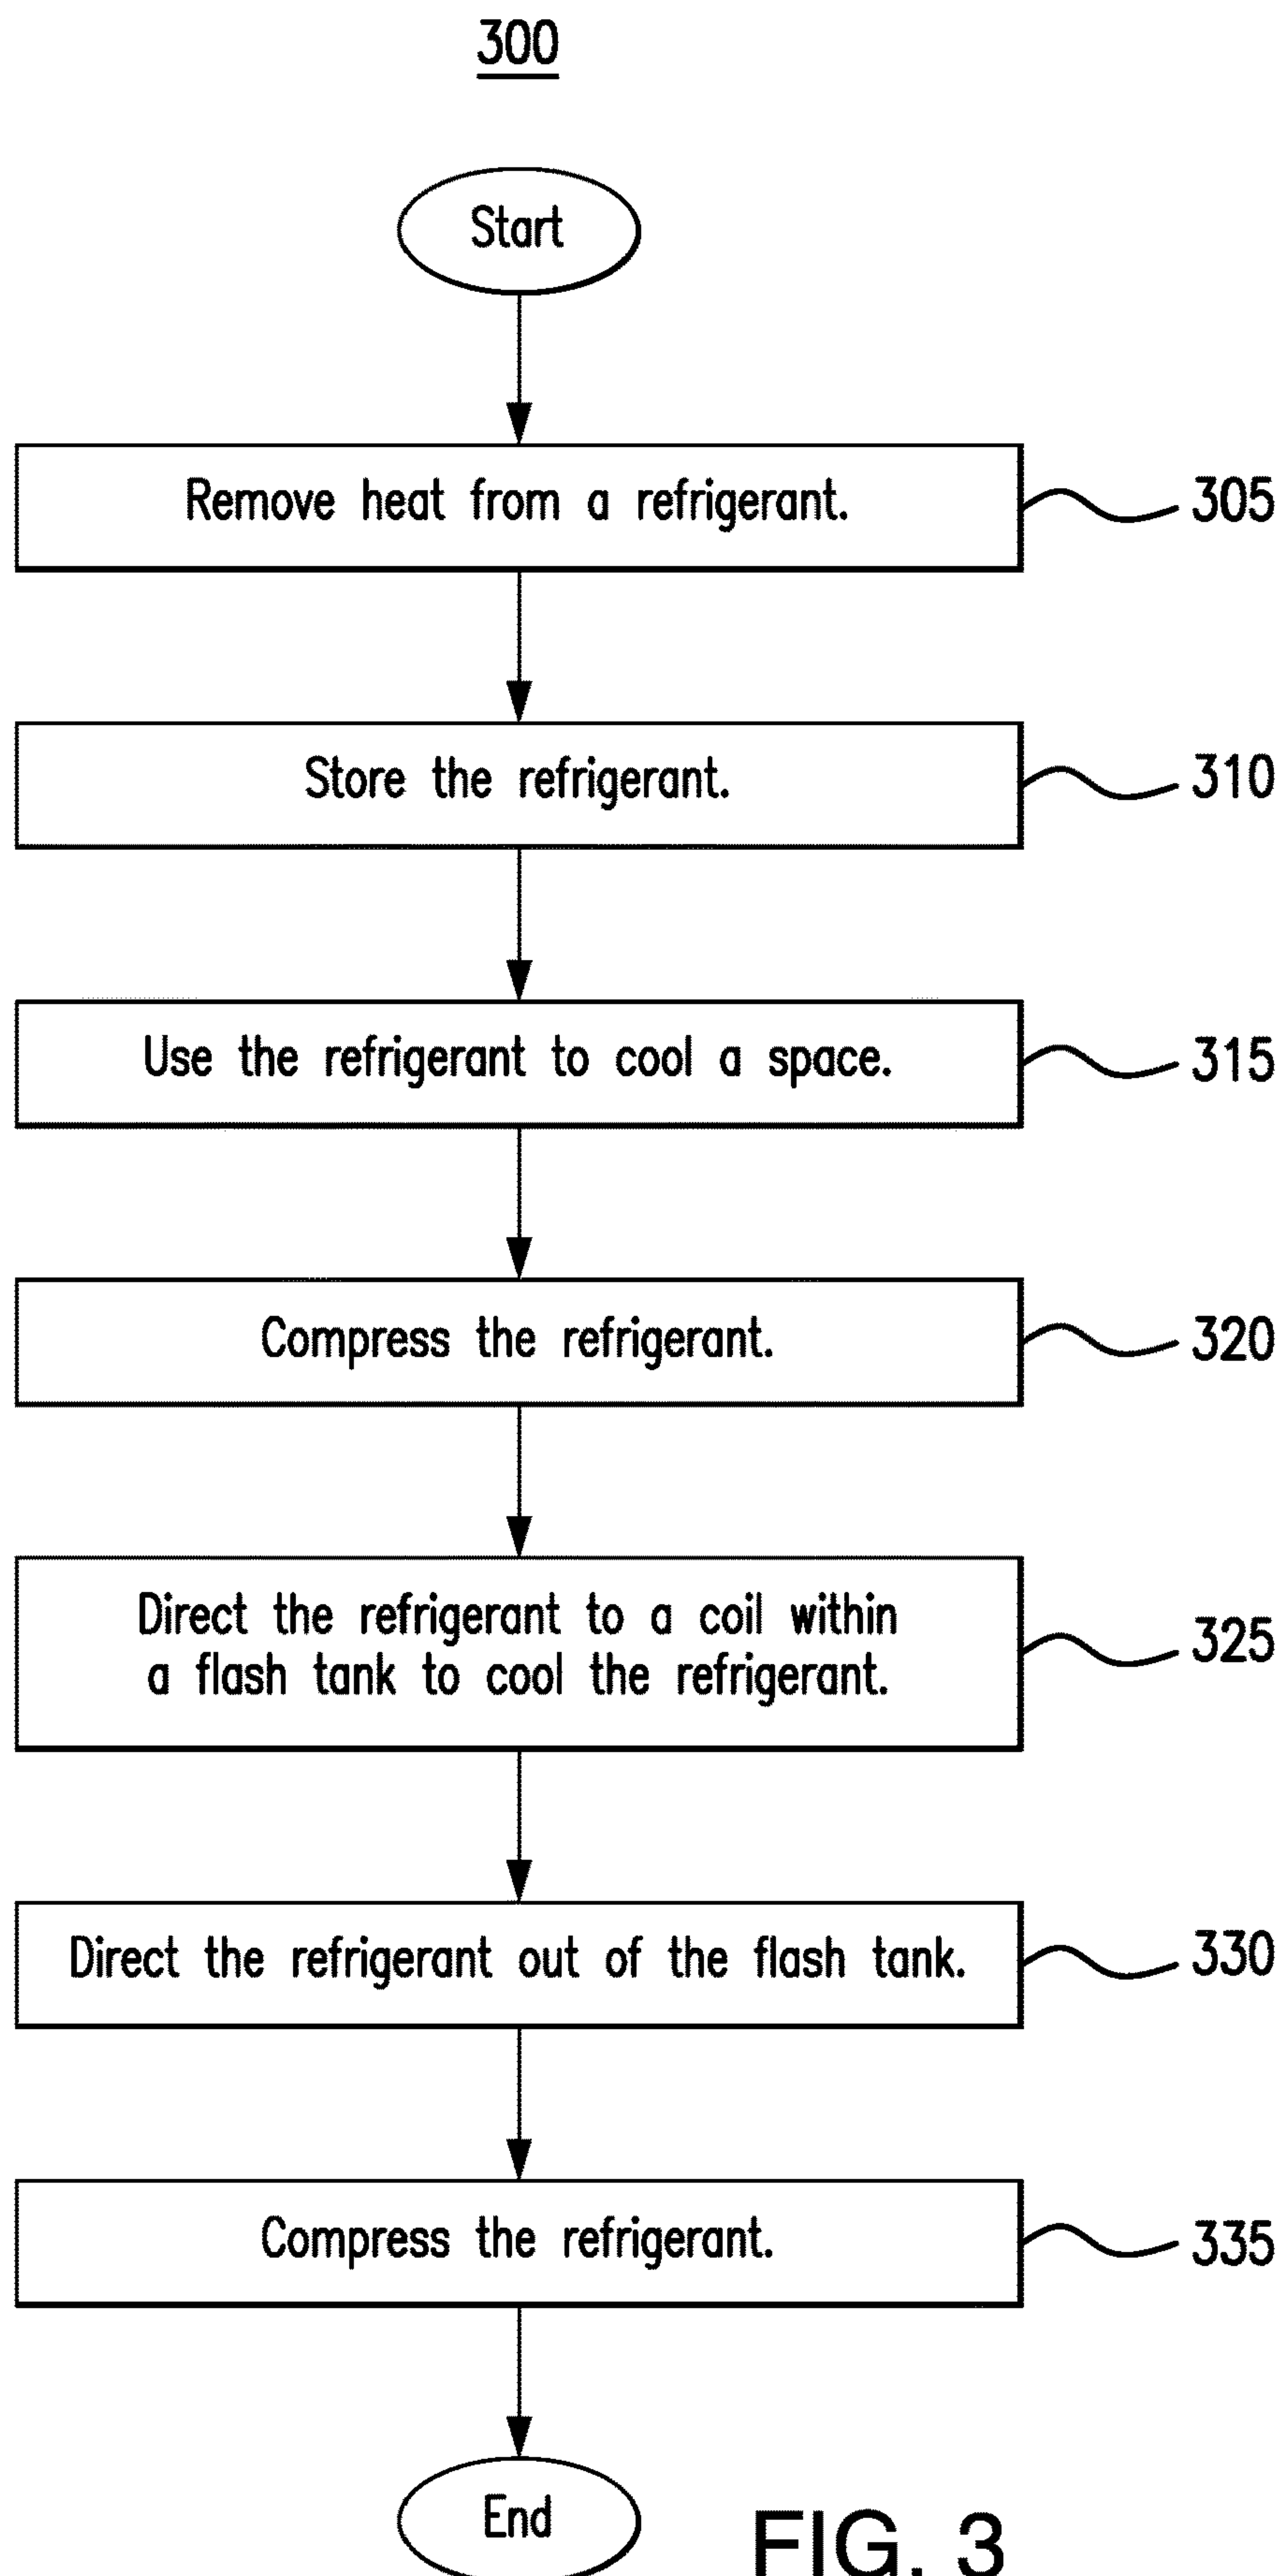 300
Start
Remove heat from a refrigerant.
305
Store the refrigerant.
310
Use the refrigerant to cool a space.
315
Compress the refrigerant.
320
Direct the refrigerant to a coil within
a flash tank to cool the refrigerant.
325
Direct the refrigerant out of the flash tank.
330
Compress the refrigerant.
335
End
FIG. 3